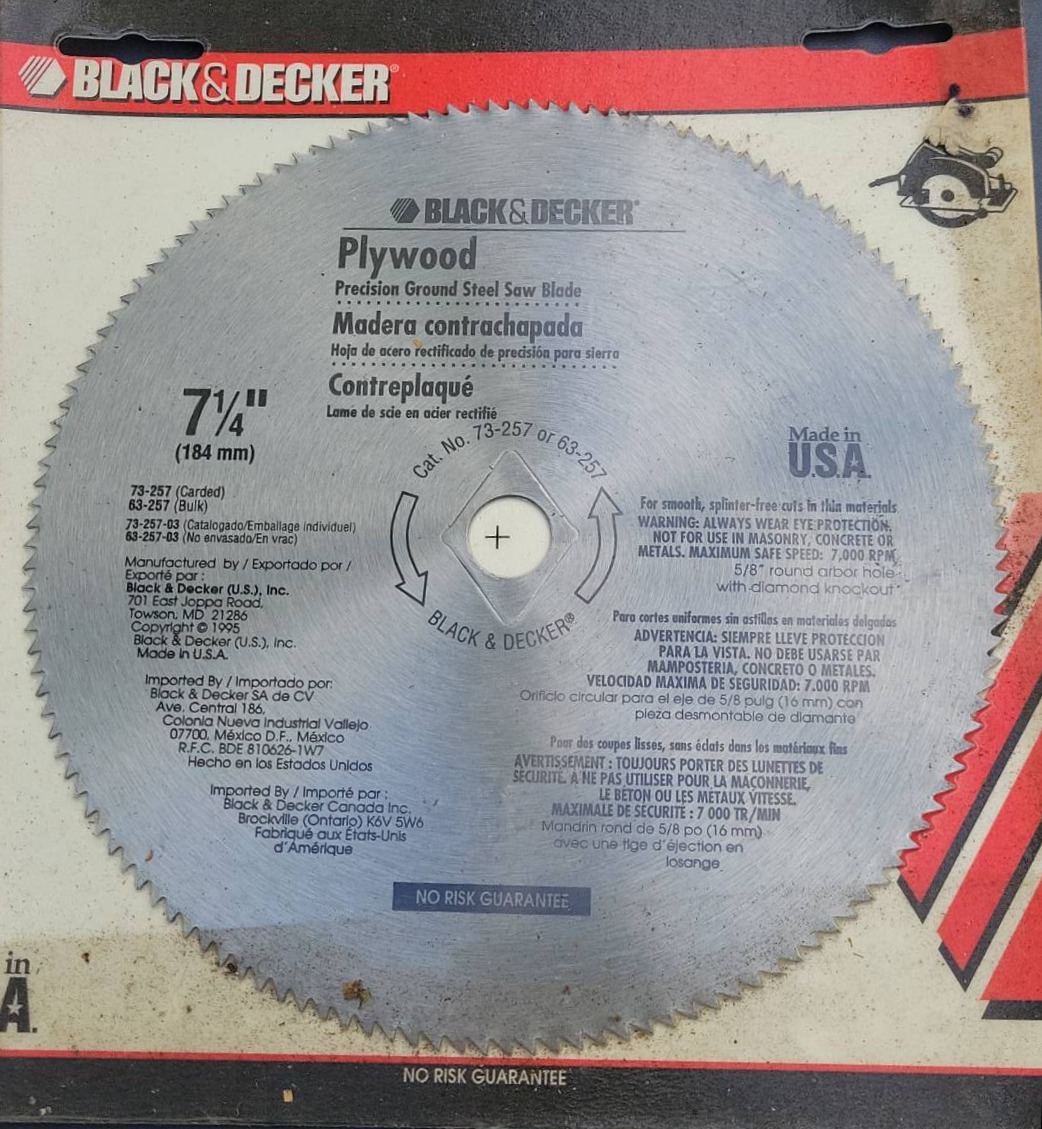 BLACK&DECKER®
BLACK&DECKER®
Plywood
Precision Ground Steel Saw Blade
Madera contrachapada
Hoja de acero rectificado de precisión para sierra
Contreplaqué
Lame de scie en acier rectifié
7¼"
(184 mm)
Cat. No. 73-257 or 63-257
BLACK & DECKER®
Made in
U.S.A.
73-257 (Carded)
63-257 (Bulk)
73-257-03 (Catalogado/Emballage individuel)
63-257-03 (No envasado/En vrac)
Manufactured by / Exportado por /
Exporté par :
Black & Decker (U.S.), Inc.
701 East Joppa Road,
Towson, MD 21286
Copyright © 1995
Black & Decker (U.S.), Inc.
Made in U.S.A.
Imported By / Importado por:
Black & Decker SA de CV
Ave. Central 186,
Colonia Nueva Industrial Vallejo
07700, México D.F., México
R.F.C. BDE 810626-1W7
Hecho en los Estados Unidos
Imported By / Importé par :
Black & Decker Canada Inc.
Brockville (Ontario) K6V 5W6
Fabriqué aux États-Unis
d'Amérique
For smooth, splinter-free cuts in thin materials
WARNING: ALWAYS WEAR EYE PROTECTION.
NOT FOR USE IN MASONRY, CONCRETE OR
METALS. MAXIMUM SAFE SPEED: 7,000 RPM
5/8" round arbor hole
with diamond knockout
Para cortes uniformes sin astillas en materiales delgados
ADVERTENCIA: SIEMPRE LLEVE PROTECCION
PARA LA VISTA. NO DEBE USARSE PAR
MAMPOSTERIA, CONCRETO O METALES.
VELOCIDAD MAXIMA DE SEGURIDAD: 7.000 RPM
Orificio circular para el eje de 5/8 pulg (16 mm) con
pieza desmontable de diamante
Pour des coupes lisses, sans éclats dans les matériaux fins
AVERTISSEMENT : TOUJOURS PORTER DES LUNETTES DE
SÉCURITÉ. À NE PAS UTILISER POUR LA MAÇONNERIE,
LE BÉTON OU LES MÉTAUX VITESSE.
MAXIMALE DE SECURITE : 7 000 TR/MIN
Mandrin rond de 5/8 po (16 mm)
avec une tige d'éjection en
losange
NO RISK GUARANTEE
in
A.
NO RISK GUARANTEE